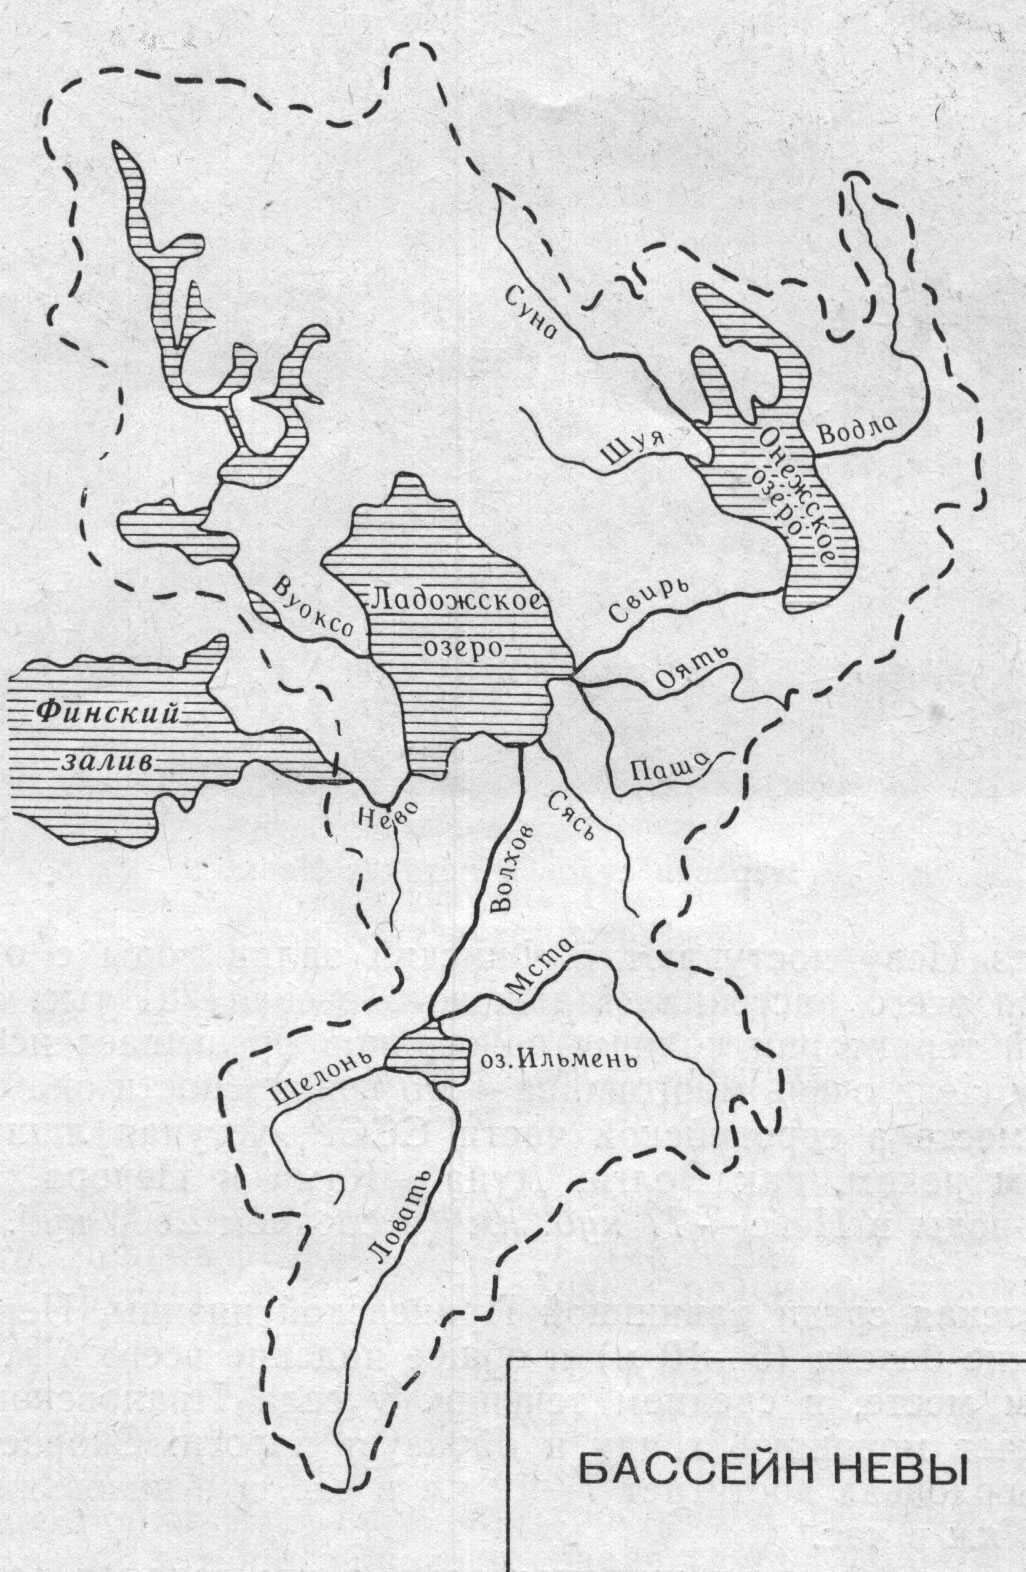 Суна
Шуя
Водла
Онежское
озеро
Вуокса
Ладожское
озеро
Свирь
Оять
Финский
залив
Паша
Нево
Сясь
Волхов
Мста
Шелонь
оз.Ильмень
Ловать
БАССЕЙН НЕВЫ